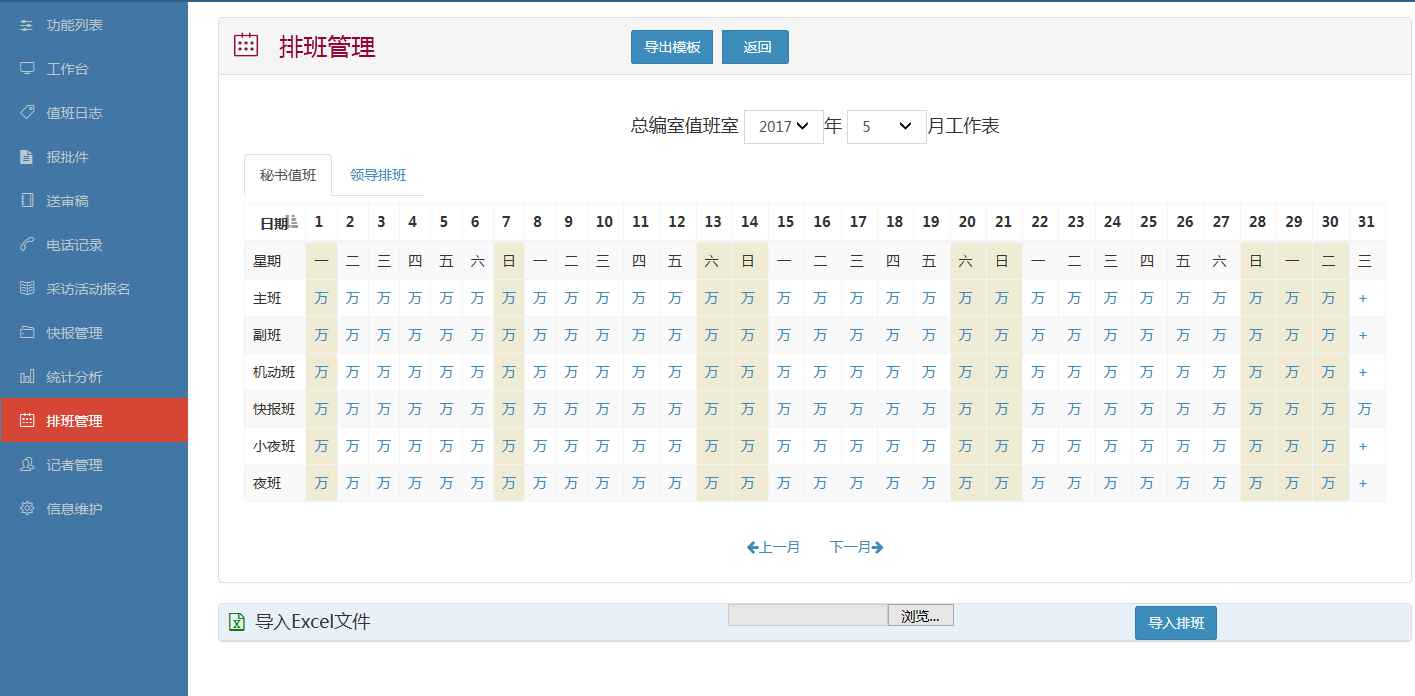 功能列表
工作台
值班日志
报批件
送审稿
电话记录
采访活动报名
快报管理
统计分析
排班管理
记者管理
信息维护
排班管理 导出模板 返回
总编室值班室 2017 年 5 月工作表
秘书值班 领导排班
日期 1 2 3 4 5 6 7 8 9 10 11 12 13 14 15 16 17 18 19 20 21 22 23 24 25 26 27 28 29 30 31
星期 一 二 三 四 五 六 日 一 二 三 四 五 六 日 一 二 三 四 五 六 日 一 二 三 四 五 六 日 一 二 三
主班 万 万 万 万 万 万 万 万 万 万 万 万 万 万 万 万 万 万 万 万 万 万 万 万 万 万 万 万 万 万 +
副班 万 万 万 万 万 万 万 万 万 万 万 万 万 万 万 万 万 万 万 万 万 万 万 万 万 万 万 万 万 万 +
机动班 万 万 万 万 万 万 万 万 万 万 万 万 万 万 万 万 万 万 万 万 万 万 万 万 万 万 万 万 万 万 +
快报班 万 万 万 万 万 万 万 万 万 万 万 万 万 万 万 万 万 万 万 万 万 万 万 万 万 万 万 万 万 万 万
小夜班 万 万 万 万 万 万 万 万 万 万 万 万 万 万 万 万 万 万 万 万 万 万 万 万 万 万 万 万 万 万 +
夜班 万 万 万 万 万 万 万 万 万 万 万 万 万 万 万 万 万 万 万 万 万 万 万 万 万 万 万 万 万 万 +
上一月 下一月
导入Excel文件 浏览... 导入排班